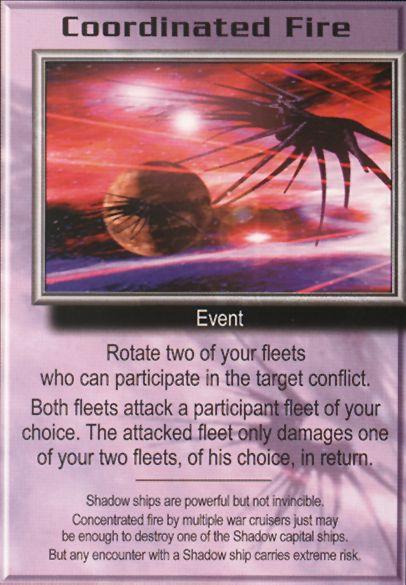 Coordinated Fire
Event
Rotate two of your fleets
who can participate in the target conflict.
Both fleets attack a participant fleet of your
choice. The attacked fleet only damages one
of your two fleets, of his choice, in return.
Shadow ships are powerful but not invincible.
Concentrated fire by multiple war cruisers just may
be enough to destroy one of the Shadow capital ships.
But any encounter with a Shadow ship carries extreme risk.